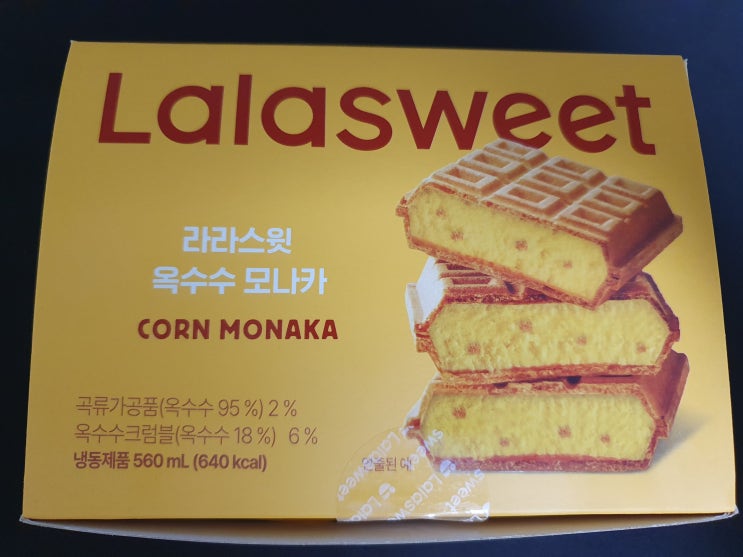 Lalasweet
라라스윗
옥수수 모나카
CORN MONAKA
곡류가공품(옥수수 95 %) 2 %
옥수수크럼블(옥수수 18 %) 6 %
냉동제품 560 mL (640 kcal)
Lalasweet